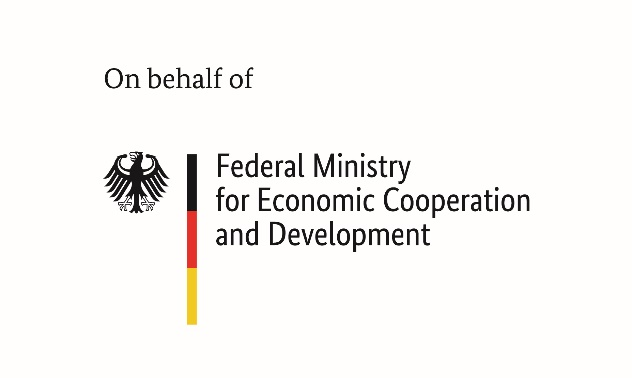 On behalf of
Federal Ministry
for Economic Cooperation
and Development